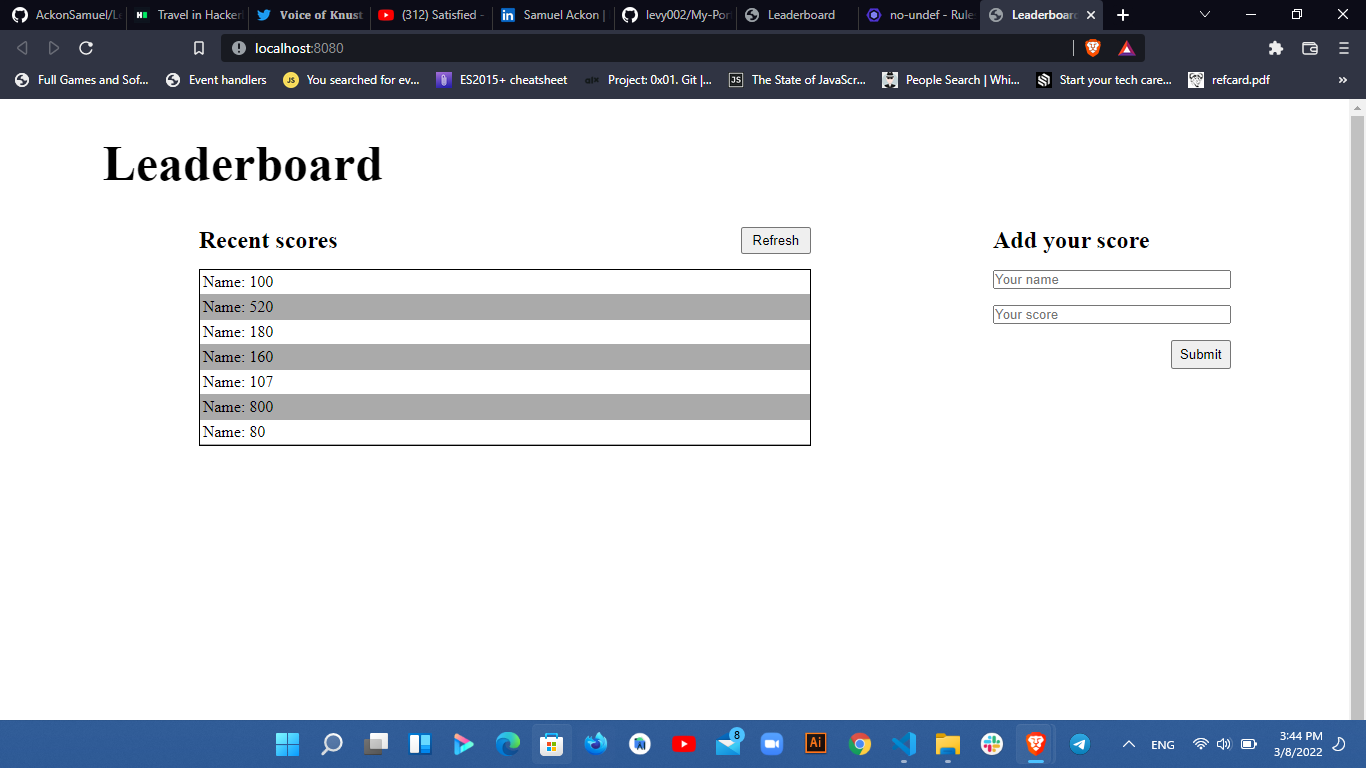 AckonSamuel/Le
Travel in Hacker
Voice of Knust
(312) Satisfied -
Samuel Ackon |
levy002/My-Por
Leaderboard
no-undef - Rule
Leaderboard
localhost:8080
Full Games and Sof...
Event handlers
You searched for ev...
ES2015+ cheatsheet
Project: 0x01. Git |...
The State of JavaScr...
People Search | Whi...
Start your tech care...
refcard.pdf
»
Leaderboard
Recent scores
Refresh
Name: 100
Name: 520
Name: 180
Name: 160
Name: 107
Name: 800
Name: 80
Add your score
Your name
Your score
Submit
8
Ai
ENG
3:44 PM
3/8/2022